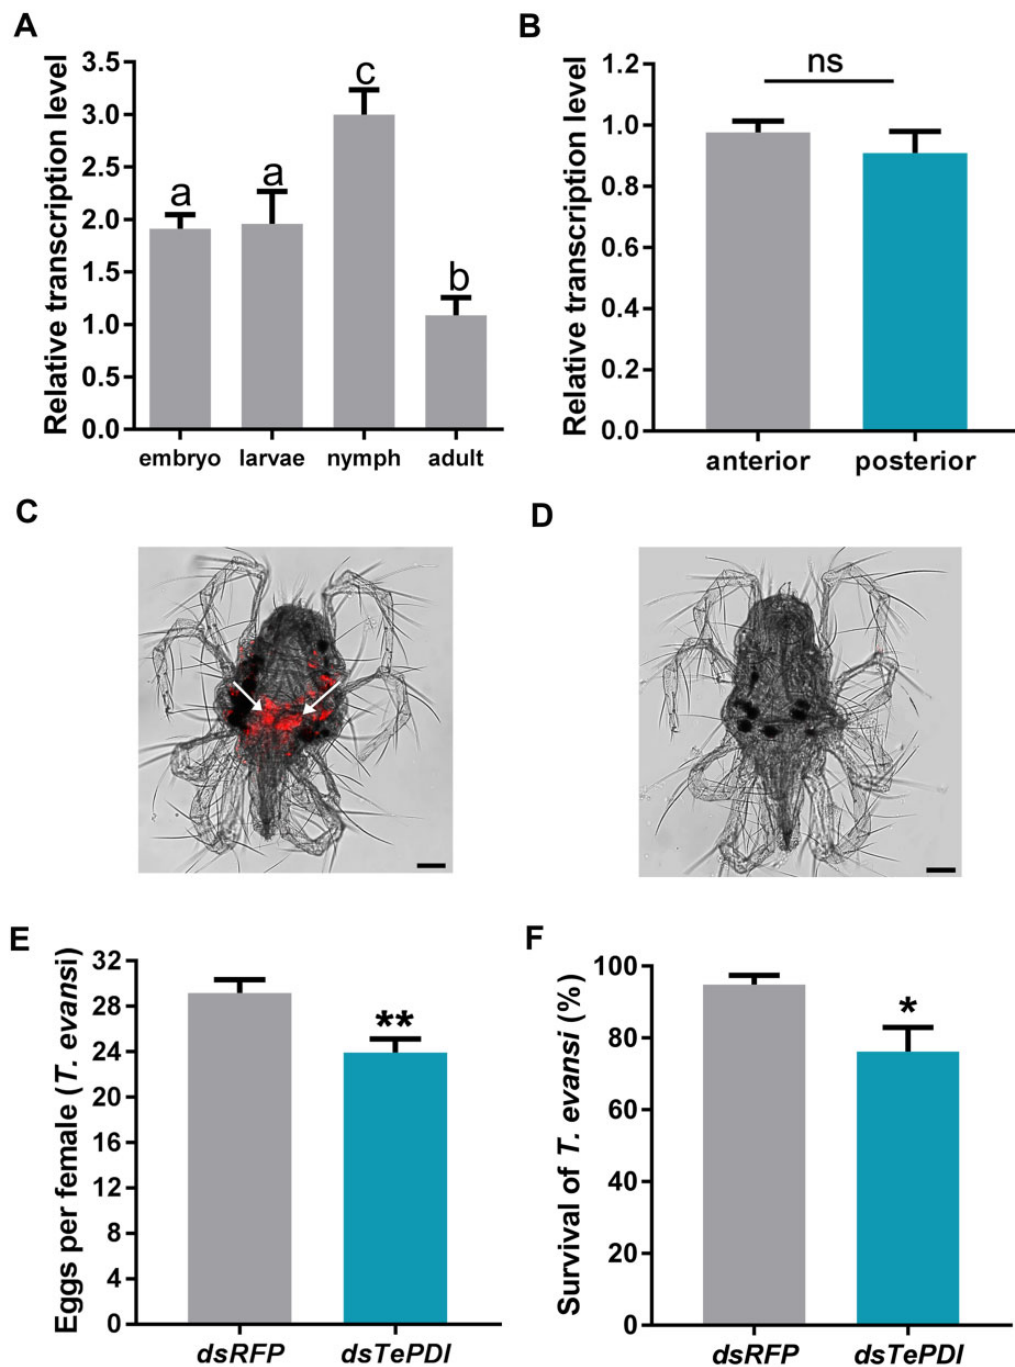 A
Relative transcription level
3.5
3.0
2.5
2.0
1.5
1.0
0.5
0.0
a
a
c
b
embryo larvae nymph adult
B
Relative transcription level
1.2
1.0
0.8
0.6
0.4
0.2
0.0
ns
anterior posterior
C
D
E
Eggs per female (T. evansi)
32
28
24
20
16
12
8
4
0
**
dsRFP dsTePDI
F
Survival of T. evansi (%)
100
80
60
40
20
0
*
dsRFP dsTePDI